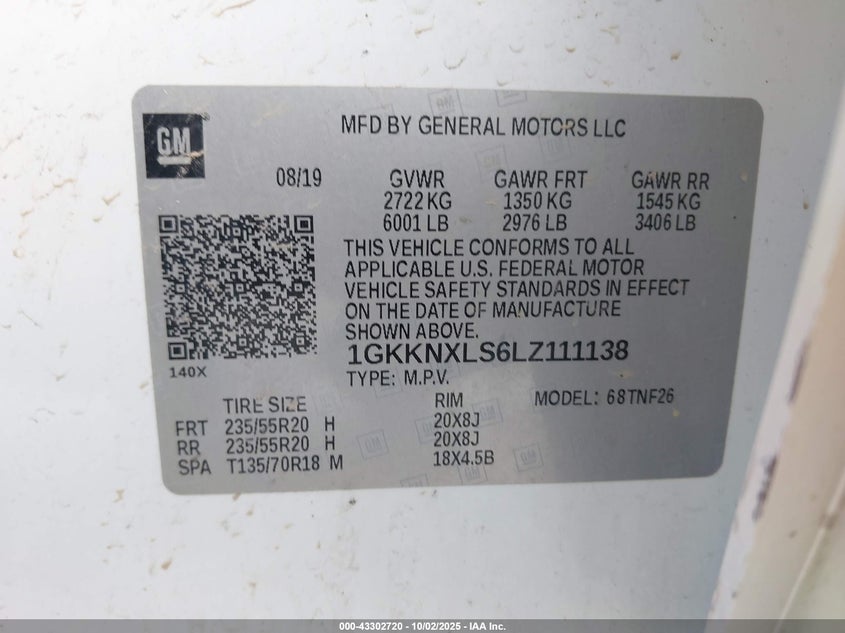 GM
MFD BY GENERAL MOTORS LLC
08/19 GVWR GAWR FRT GAWR RR
2722 KG 1350 KG 1545 KG
6001 LB 2976 LB 3406 LB
THIS VEHICLE CONFORMS TO ALL
APPLICABLE U.S. FEDERAL MOTOR
VEHICLE SAFETY STANDARDS IN EFFECT
ON THE DATE OF MANUFACTURE
SHOWN ABOVE.
1GKKNXLS6LZ111138
140X
TYPE: M.P.V.
TIRE SIZE RIM MODEL: 68TNF26
FRT 235/55R20 H 20X8J
RR 235/55R20 H 20X8J
SPA T135/70R18 M 18X4.5B
000-43302720 - 10/02/2025 - IAA Inc.